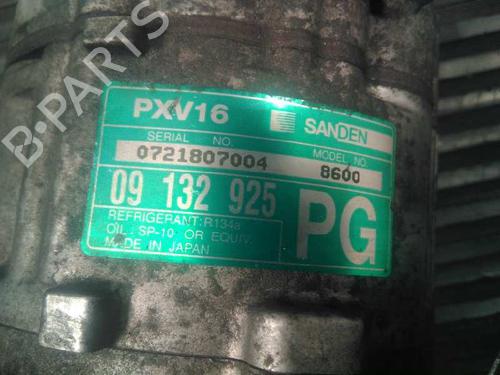 B-PARTS
PXV16 SANDEN
SERIAL NO. MODEL NO.
0721807004 8600
09 132 925 PG
REFRIGERANT:R134a
OIL: SP-10 OR EQUIV.
MADE IN JAPAN